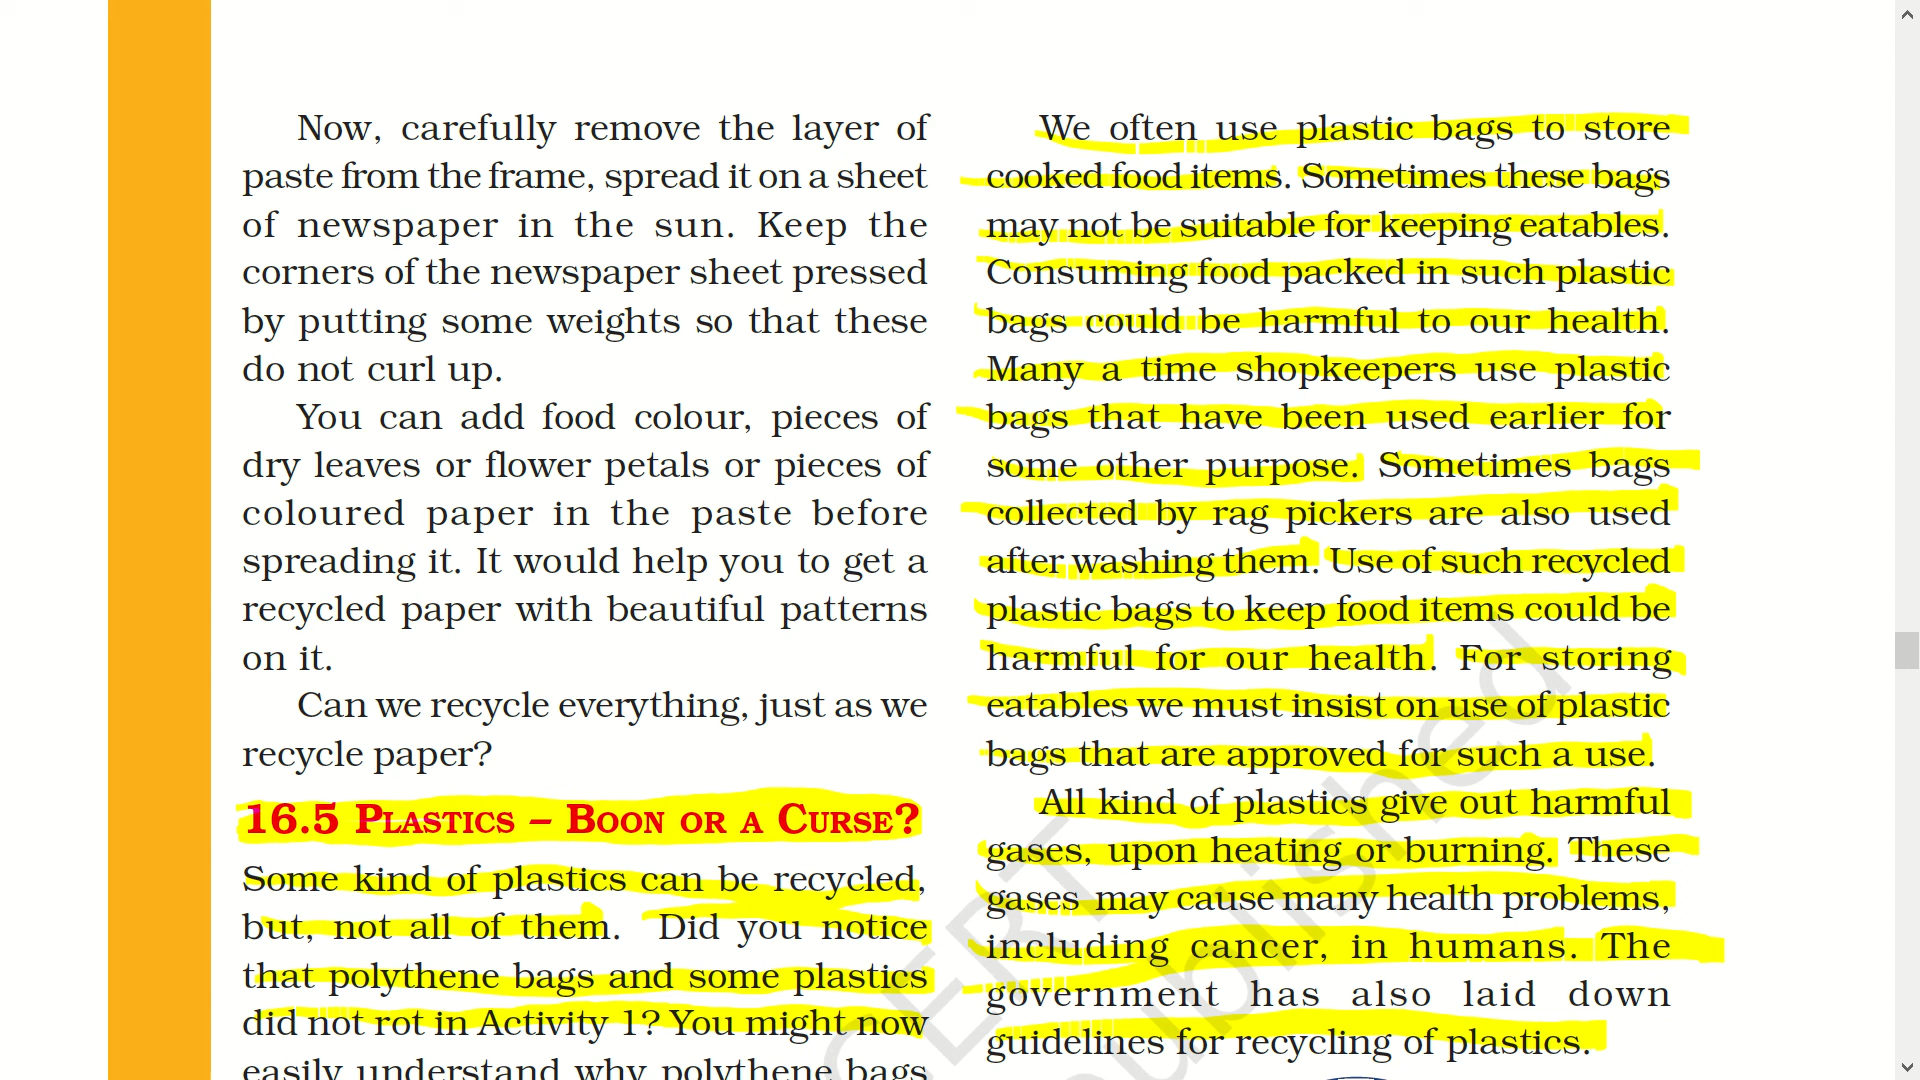 Now, carefully remove the layer of
paste from the frame, spread it on a sheet
of newspaper in the sun. Keep the
corners of the newspaper sheet pressed
by putting some weights so that these
do not curl up.
You can add food colour, pieces of
dry leaves or flower petals or pieces of
coloured paper in the paste before
spreading it. It would help you to get a
recycled paper with beautiful patterns
on it.
Can we recycle everything, just as we
recycle paper?
16.5 PLASTICS – BOON OR A CURSE?
Some kind of plastics can be recycled,
but, not all of them. Did you notice
that polythene bags and some plastics
did not rot in Activity 1? You might now
easily understand why polythene bags
We often use plastic bags to store
cooked food items. Sometimes these bags
may not be suitable for keeping eatables.
Consuming food packed in such plastic
bags could be harmful to our health.
Many a time shopkeepers use plastic
bags that have been used earlier for
some other purpose. Sometimes bags
collected by rag pickers are also used
after washing them. Use of such recycled
plastic bags to keep food items could be
harmful for our health. For storing
eatables we must insist on use of plastic
bags that are approved for such a use.
All kind of plastics give out harmful
gases, upon heating or burning. These
gases may cause many health problems,
including cancer, in humans. The
government has also laid down
guidelines for recycling of plastics.